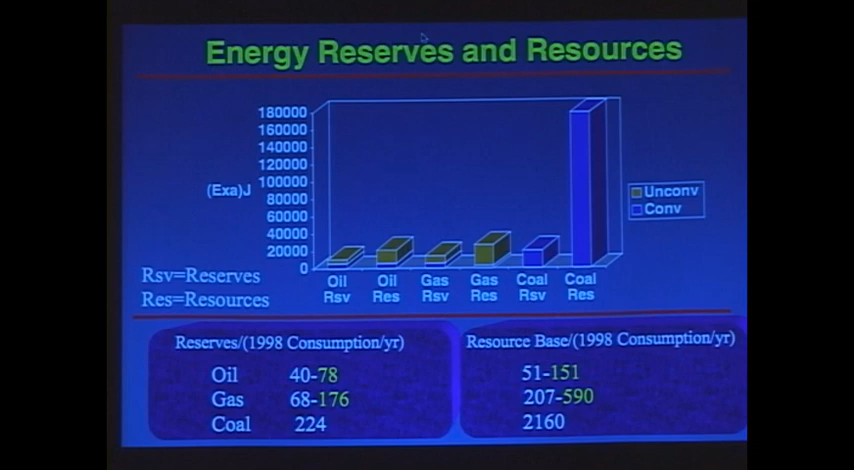 Energy Reserves and Resources
180000
160000
140000
120000
100000
80000
60000
40000
20000
0
(Exa)J
Unconv
Conv
Oil Rsv
Oil Res
Gas Rsv
Gas Res
Coal Rsv
Coal Res
Rsv=Reserves
Res=Resources
Reserves/(1998 Consumption/yr)
Oil 40-78
Gas 68-176
Coal 224
Resource Base/(1998 Consumption/yr)
51-151
207-590
2160